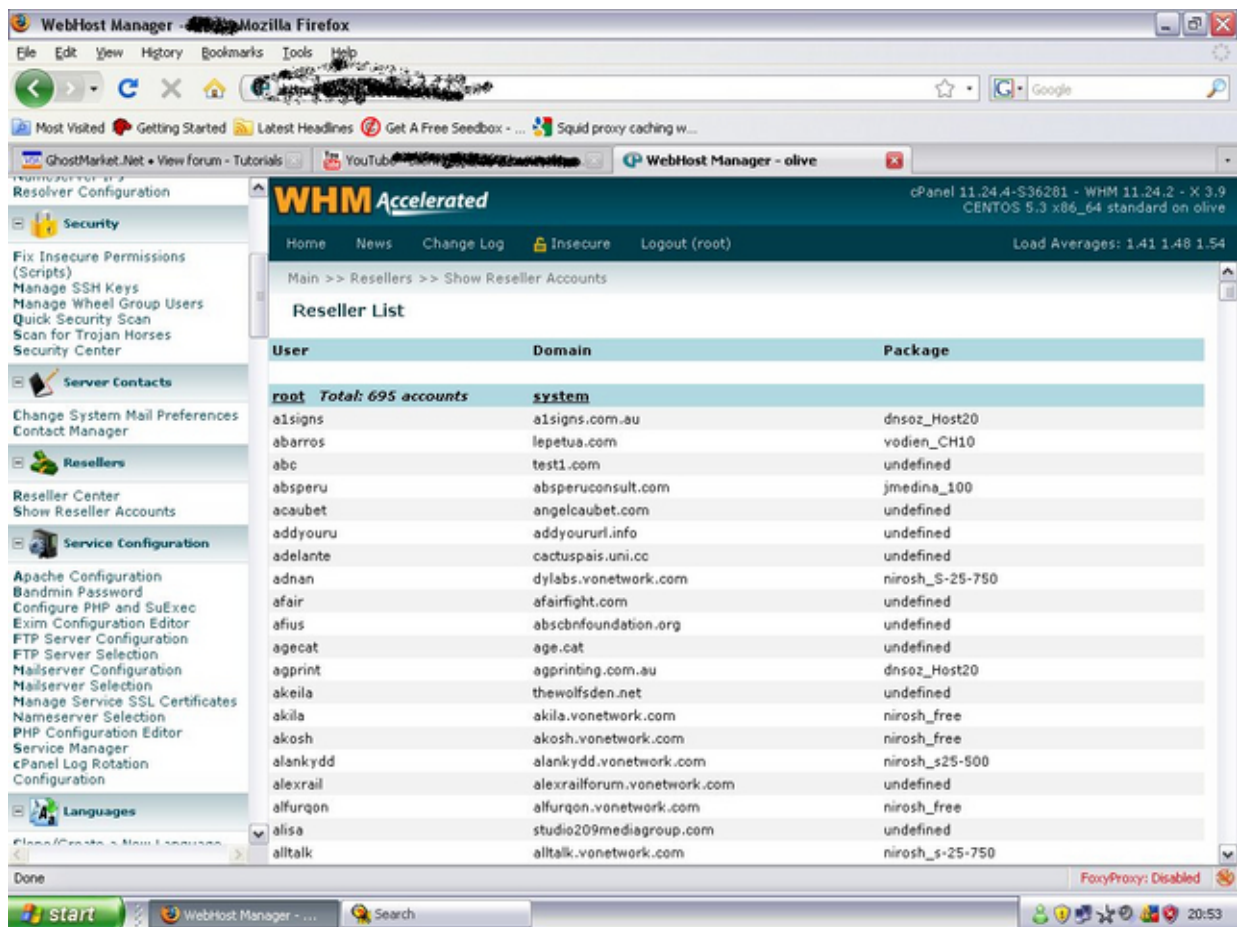 WebHost Manager - Mozilla Firefox
File Edit View History Bookmarks Tools Help
Google
Most Visited Getting Started Latest Headlines Get A Free Seedbox - ... Squid proxy caching w...
GhostMarket.Net • View forum - Tutorials YouTube WebHost Manager - olive
Resolver Configuration
Security
Fix Insecure Permissions
(Scripts)
Manage SSH Keys
Manage Wheel Group Users
Quick Security Scan
Scan for Trojan Horses
Security Center
Server Contacts
Change System Mail Preferences
Contact Manager
Resellers
Reseller Center
Show Reseller Accounts
Service Configuration
Apache Configuration
Bandmin Password
Configure PHP and SuExec
Exim Configuration Editor
FTP Server Configuration
FTP Server Selection
Mailserver Configuration
Mailserver Selection
Manage Service SSL Certificates
Nameserver Selection
PHP Configuration Editor
Service Manager
cPanel Log Rotation
Configuration
Languages
WHM Accelerated
cPanel 11.24.4-S36281 - WHM 11.24.2 - X 3.9
CENTOS 5.3 x86_64 standard on olive
Home News Change Log Insecure Logout (root) Load Averages: 1.41 1.48 1.54
Main >> Resellers >> Show Reseller Accounts
Reseller List
User Domain Package
root Total: 695 accounts system
a1signs a1signs.com.au dnsoz_Host20
abarros lepetua.com vodien_CH10
abc test1.com undefined
absperu absperuconsult.com jmedina_100
acaubet angelcaubet.com undefined
addyouru addyoururl.info undefined
adelante cactuspais.uni.cc undefined
adnan dylabs.vonetwork.com nirosh_S-25-750
afair afairfight.com undefined
afius abscbnfoundation.org undefined
agecat age.cat undefined
agprint agprinting.com.au dnsoz_Host20
akeila thewolfsden.net undefined
akila akila.vonetwork.com nirosh_free
akosh akosh.vonetwork.com nirosh_free
alankydd alankydd.vonetwork.com nirosh_s25-500
alexrail alexrailforum.vonetwork.com undefined
alfurqon alfurqon.vonetwork.com nirosh_free
alisa studio209mediagroup.com undefined
alltalk alltalk.vonetwork.com nirosh_s-25-750
Done FoxyProxy: Disabled
start WebHost Manager - ... Search 20:53